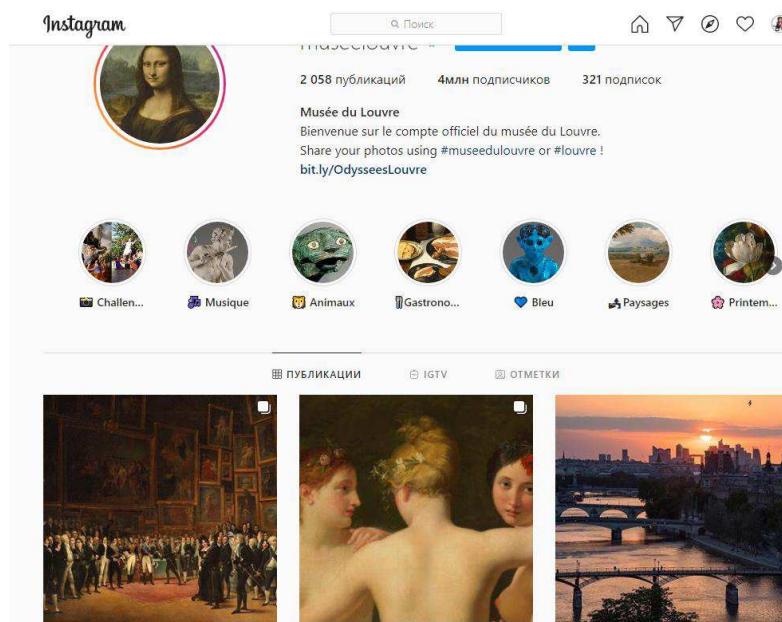 Instagram
Поиск
museelouvre
2 058 публикаций 4млн подписчиков 321 подписок
Musée du Louvre
Bienvenue sur le compte officiel du musée du Louvre.
Share your photos using #museedulouvre or #louvre !
bit.ly/OdysseesLouvre
Challen... Musique Animaux Gastrono... Bleu Paysages Printem...
ПУБЛИКАЦИИ IGTV ОТМЕТКИ